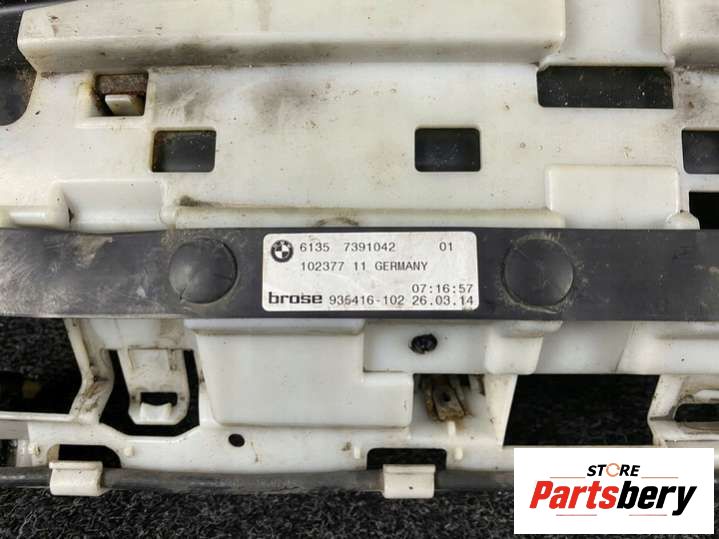 6135 7391042 01
102377 11 GERMANY
07:16:57
brose 935416-102 26.03.14
STORE
Partsbery